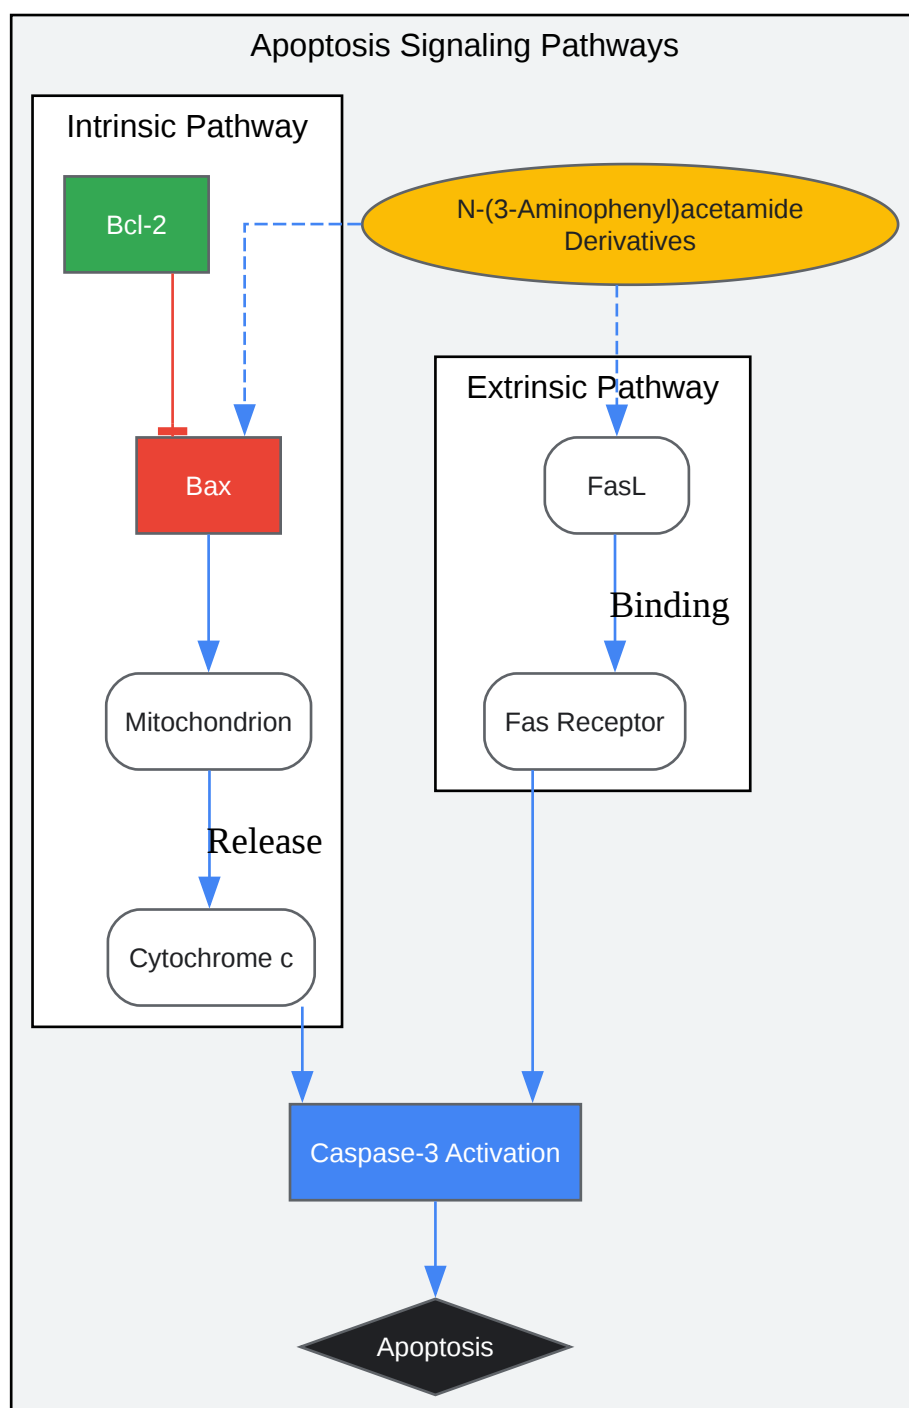 Apoptosis Signaling Pathways
Intrinsic Pathway
Bcl-2
N-(3-Aminophenyl)acetamide
Derivatives
Extrinsic Pathway
Bax
FasL
Binding
Mitochondrion
Fas Receptor
Release
Cytochrome c
Caspase-3 Activation
Apoptosis